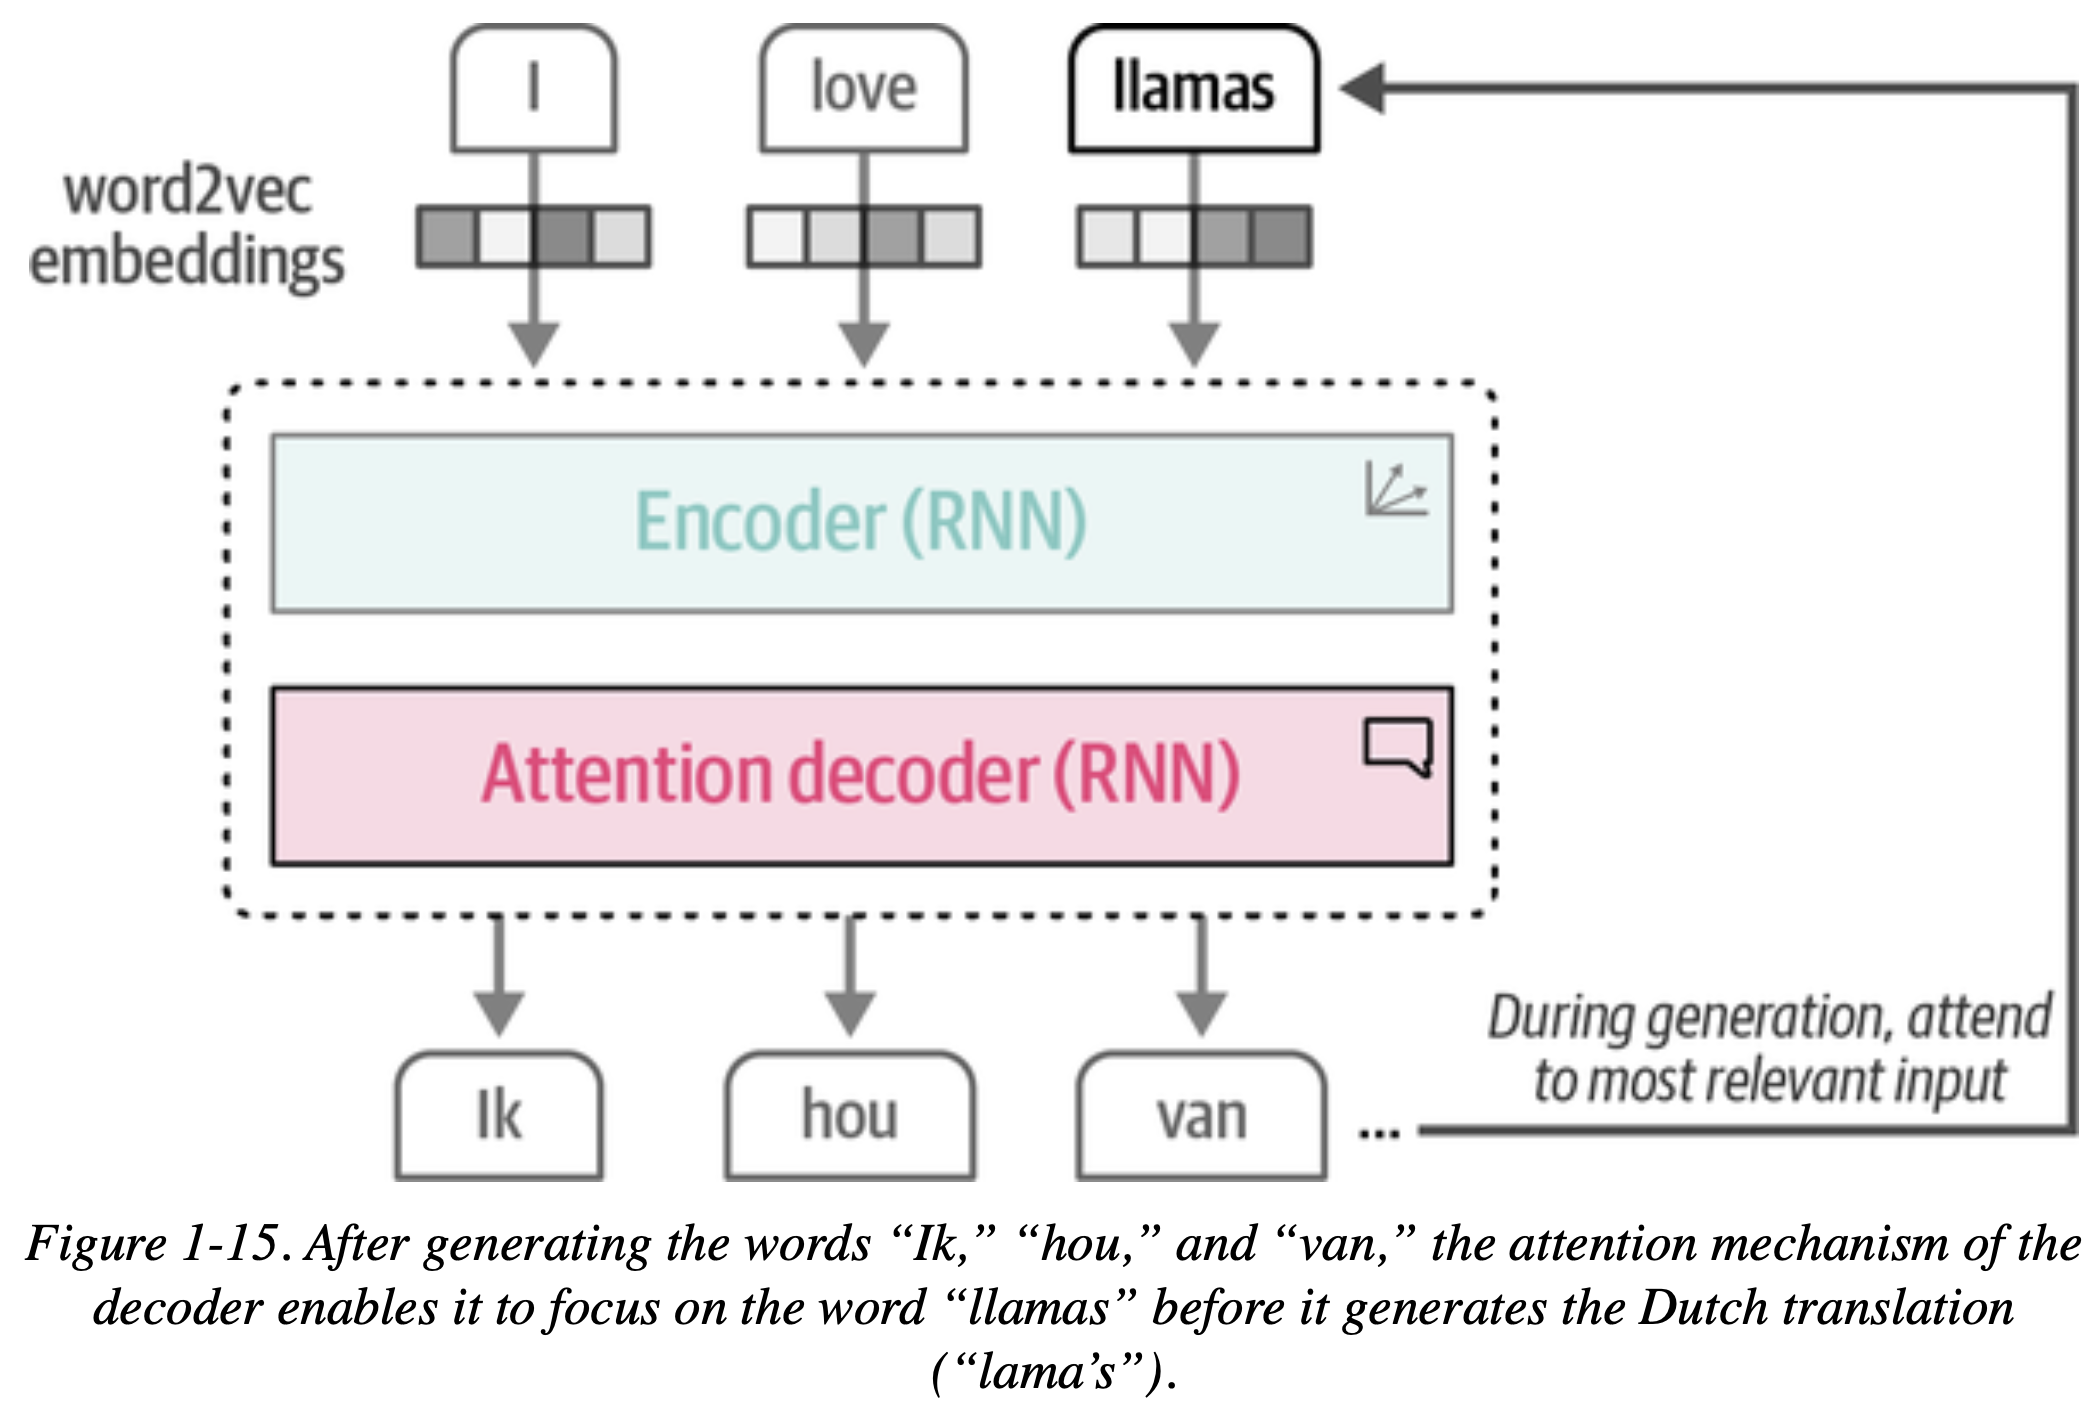 I
love
llamas
word2vec
embeddings
Encoder (RNN)
Attention decoder (RNN)
During generation, attend
to most relevant input
Ik
hou
van
...
Figure 1-15. After generating the words “Ik,” “hou,” and “van,” the attention mechanism of the
decoder enables it to focus on the word “llamas” before it generates the Dutch translation
(“lama’s”).